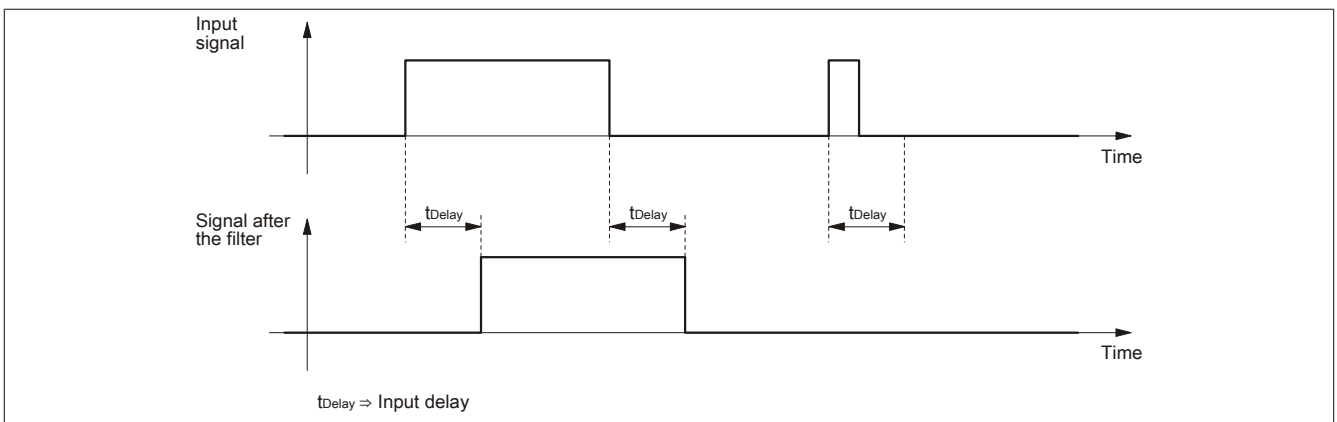 Input
signal
Time
tDelay
tDelay
tDelay
Signal after
the filter
Time
tDelay ⇒ Input delay